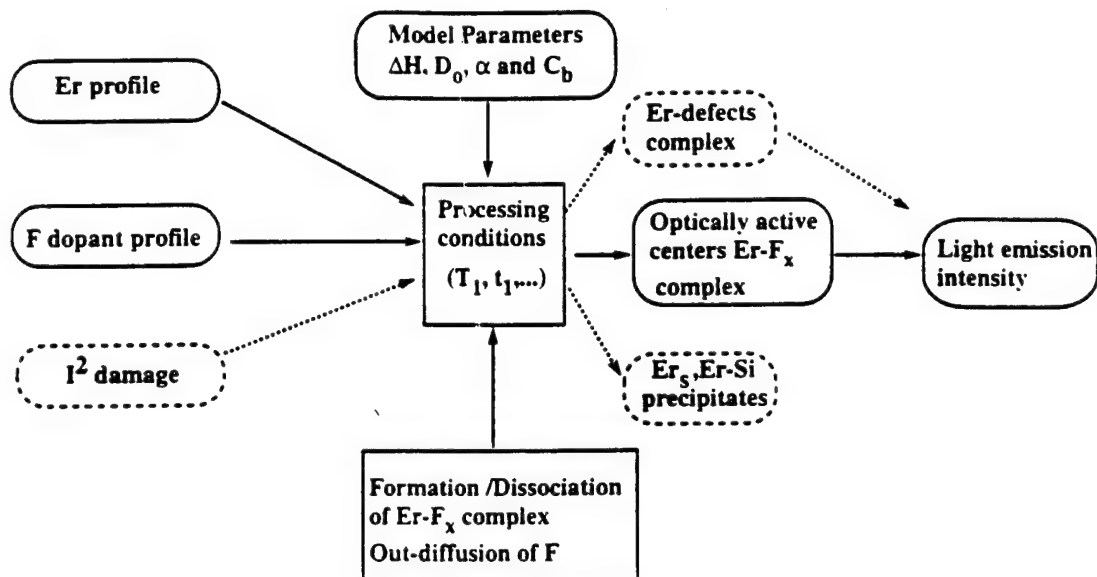 Model Parameters
ΔH, D₀, α and C_b
Er profile
Er-defects
complex
Processing
conditions
(T₁, t₁,...)
F dopant profile
Optically active
centers Er-Fₓ
complex
Light emission
intensity
I² damage
Erₛ,Er-Si
precipitates
Formation /Dissociation
of Er-Fₓ complex
Out-diffusion of F